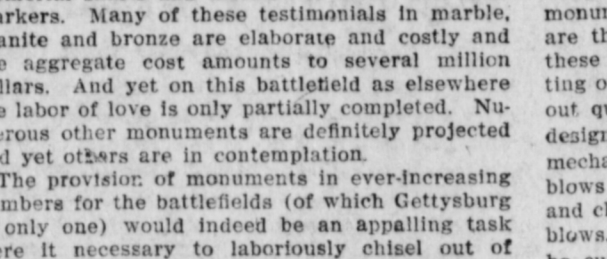 arkers. Many of these testimonials in marble,
anite and bronze are elaborate and costly and
e aggregate cost amounts to several million
llars. And yet on this battlefield as elsewhere
e labor of love is only partially completed. Nu-
erous other monuments are definitely projected
d yet others are in contemplation.
The provision of monuments in ever-increasing
mbers for the battlefields (of which Gettysburg
only one) would indeed be an appalling task
ere it necessary to laboriously chisel out of
monum
are th
these
ting o
out qu
design
mecha
blows
and cl
blows.